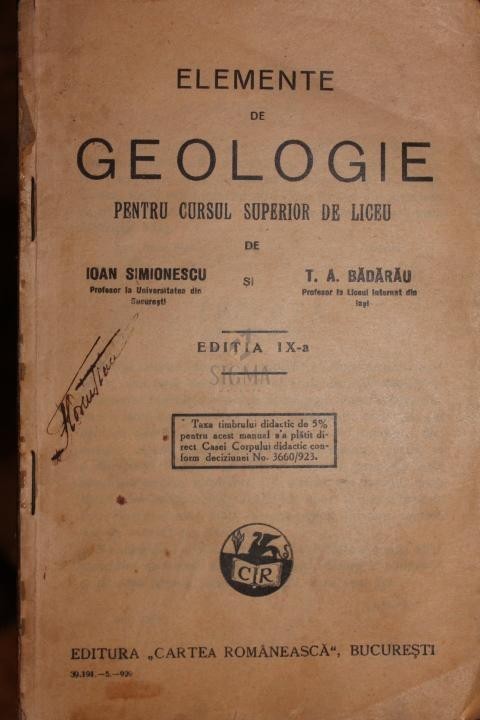 ELEMENTE
DE
GEOLOGIE
PENTRU CURSUL SUPERIOR DE LICEU
DE
IOAN SIMIONESCU
Profesor la Universitatea din
București
ȘI
T. A. BĂDĂRĂU
Profesor la Liceul Internat din
Iași
EDITIA IX-a
SIGMA
Taxa timbrului didactic de 5%
pentru acest manual s'a plătit di-
rect Casei Corpului didactic con-
form deciziunei No. 3660/923.
CR
EDITURA „CARTEA ROMÂNEASCĂ“, BUCUREȘTI